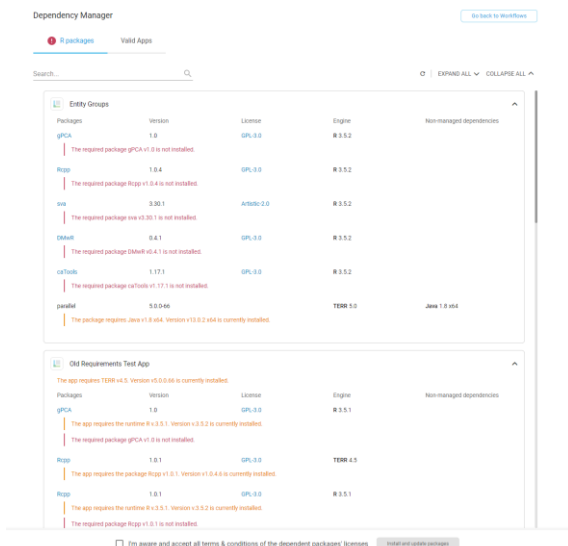 Dependency Manager
Go back to Workflows
R packages Valid Apps
Search...
EXPAND ALL COLLAPSE ALL
Entity Groups
Packages Version License Engine Non-managed dependencies
gPCA 1.0 GPL-3.0 R 3.5.2
The required package gPCA v1.0 is not installed.
Rcpp 1.0.4 GPL-3.0 R 3.5.2
The required package Rcpp v1.0.4 is not installed.
sva 3.30.1 Artistic-2.0 R 3.5.2
The required package sva v3.30.1 is not installed.
DMwR 0.4.1 GPL-3.0 R 3.5.2
The required package DMwR v0.4.1 is not installed.
caTools 1.17.1 GPL-3.0 R 3.5.2
The required package caTools v1.17.1 is not installed.
parallel 5.0.0-66 TERR 5.0 Java 1.8 x64
The package requires Java v1.8 x64. Version v13.0.2 x64 is currently installed.
Old Requirements Test App
The app requires TERR v4.5. Version v5.0.0.66 is currently installed.
Packages Version License Engine Non-managed dependencies
gPCA 1.0 GPL-3.0 R 3.5.1
The app requires the runtime R v.3.5.1. Version v.3.5.2 is currently installed.
The required package gPCA v1.0 is not installed.
Rcpp 1.0.1 GPL-3.0 TERR 4.5
The app requires the package Rcpp v1.0.1. Version v1.0.4.6 is currently installed.
Rcpp 1.0.1 GPL-3.0 R 3.5.1
The app requires the runtime R v.3.5.1. Version v.3.5.2 is currently installed.
The required package Rcpp v1.0.1 is not installed.
I'm aware and accept all terms & conditions of the dependent packages' licenses Install and update packages